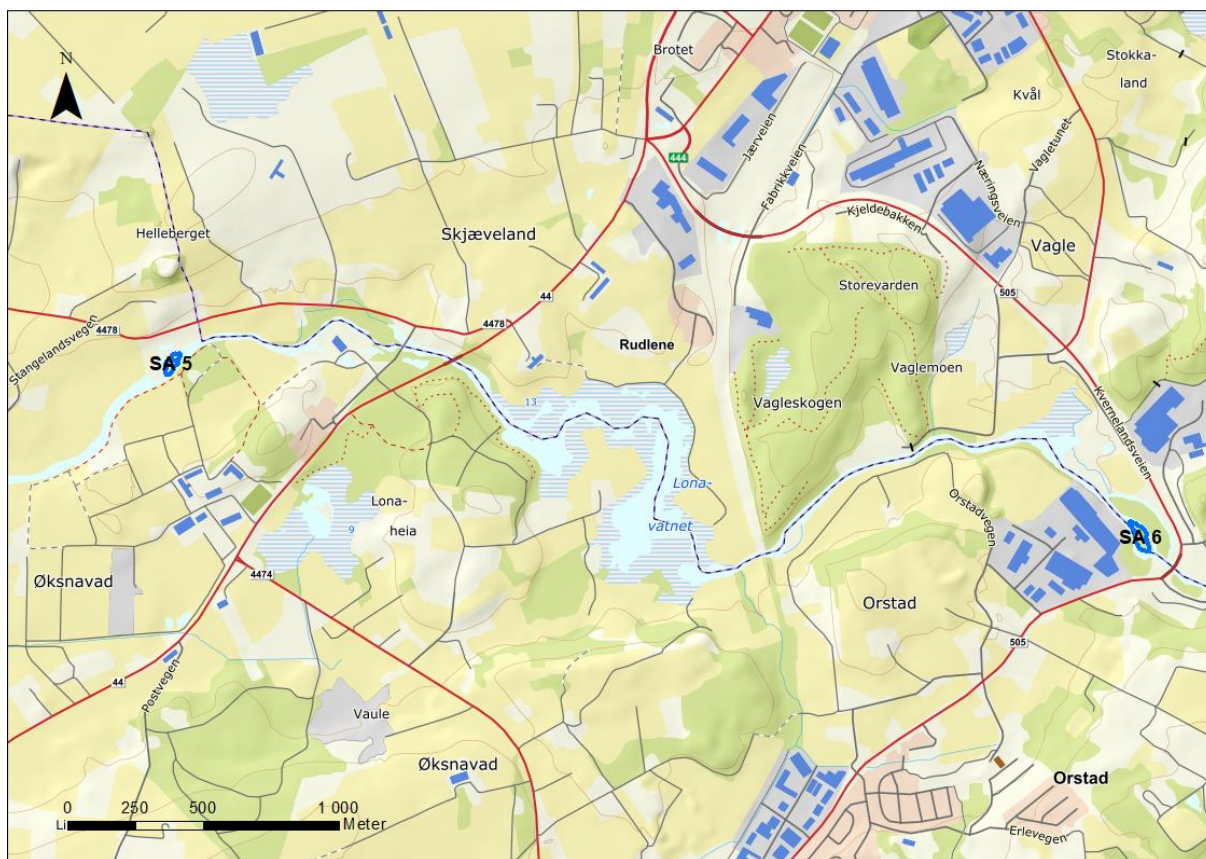 N
Brotet
Stokka-
land
Kvål
Jærveien
444
Fabrikkveien
Vagletunet
Næringsveien
Helleberget
Skjæveland
Kjeldebakken
Vagle
Storevarden
44
505
4478
4478
Stangelandsvegen
Rudlene
SA 5
Vaglemoen
13
Vagleskogen
Kvernelandsveien
Lona-
vatnet
Lona-
heia
9
Orstadvegen
SA 6
4474
Øksnavad
Orstad
505
44
Postvegen
Vaule
Øksnavad
Orstad
0 250 500 1 000
Li
Meter
Erlevegen